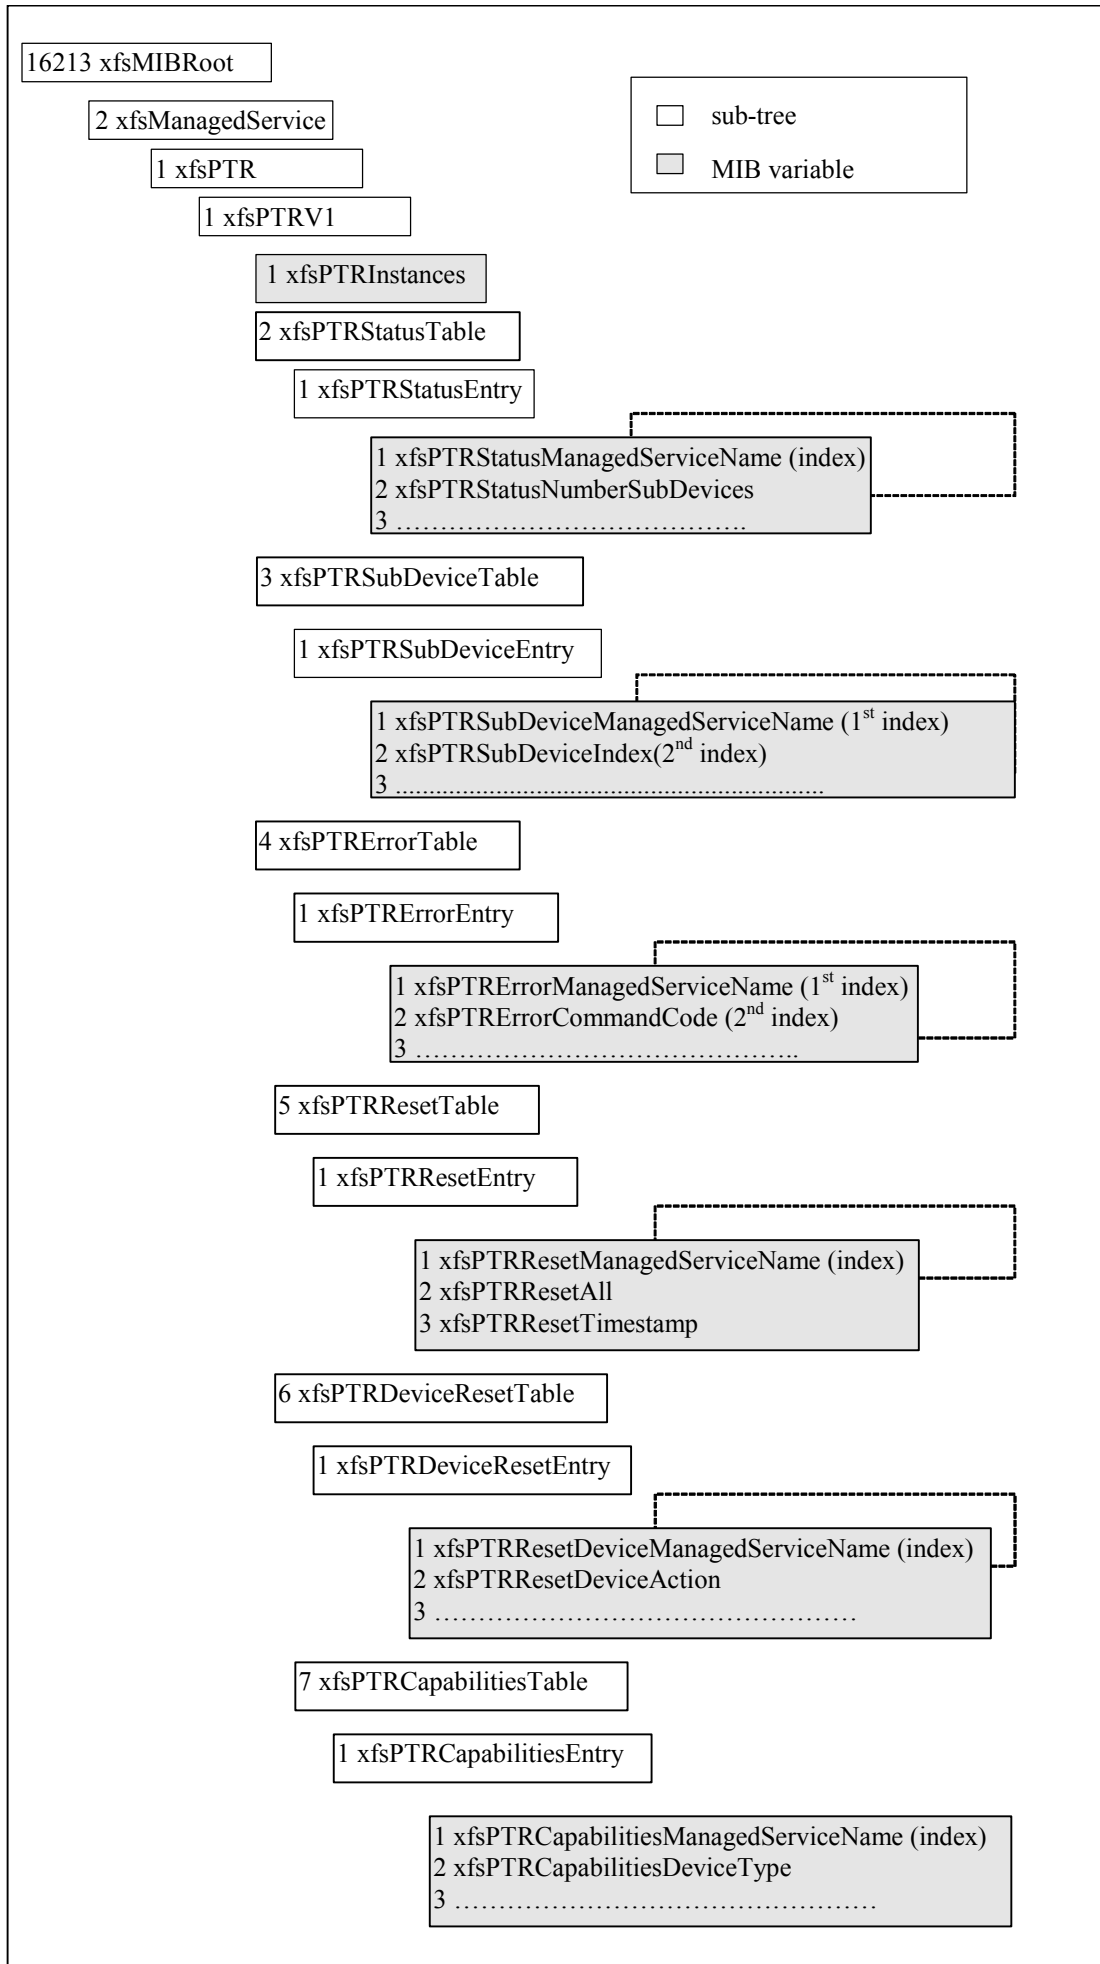 16213 xfsMIBRoot
2 xfsManagedService
sub-tree
1 xfsPTR
MIB variable
1 xfsPTRV1
1 xfsPTRInstances
2 xfsPTRStatusTable
1 xfsPTRStatusEntry
1 xfsPTRStatusManagedServiceName (index)
2 xfsPTRStatusNumberSubDevices
3 ………………………………….
3 xfsPTRSubDeviceTable
1 xfsPTRSubDeviceEntry
1 xfsPTRSubDeviceManagedServiceName (1st index)
2 xfsPTRSubDeviceIndex(2nd index)
3 ................................................................
4 xfsPTRErrorTable
1 xfsPTRErrorEntry
1 xfsPTRErrorManagedServiceName (1st index)
2 xfsPTRErrorCommandCode (2nd index)
3 ……………………………………..
5 xfsPTRResetTable
1 xfsPTRResetEntry
1 xfsPTRResetManagedServiceName (index)
2 xfsPTRResetAll
3 xfsPTRResetTimestamp
6 xfsPTRDeviceResetTable
1 xfsPTRDeviceResetEntry
1 xfsPTRResetDeviceManagedServiceName (index)
2 xfsPTRResetDeviceAction
3 …………………………………………
7 xfsPTRCapabilitiesTable
1 xfsPTRCapabilitiesEntry
1 xfsPTRCapabilitiesManagedServiceName (index)
2 xfsPTRCapabilitiesDeviceType
3 …………………………………………